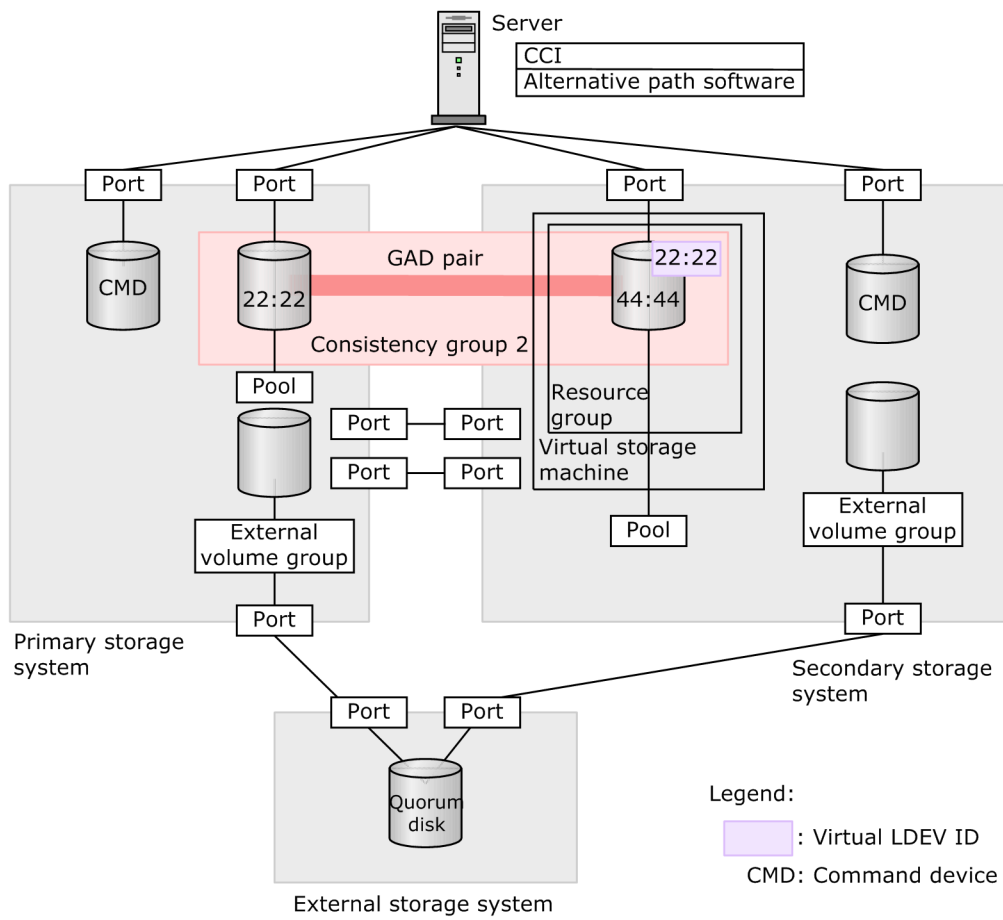 Server
CCI
Alternative path software
Port
Port
Port
Port
CMD
22:22
GAD pair
22:22
44:44
CMD
Consistency group 2
Pool
Resource
group
Port
Port
Virtual storage
machine
Port
Port
External
volume group
Pool
External
volume group
Port
Port
Primary storage
system
Secondary storage
system
Port
Port
Quorum
disk
Legend:
: Virtual LDEV ID
CMD: Command device
External storage system